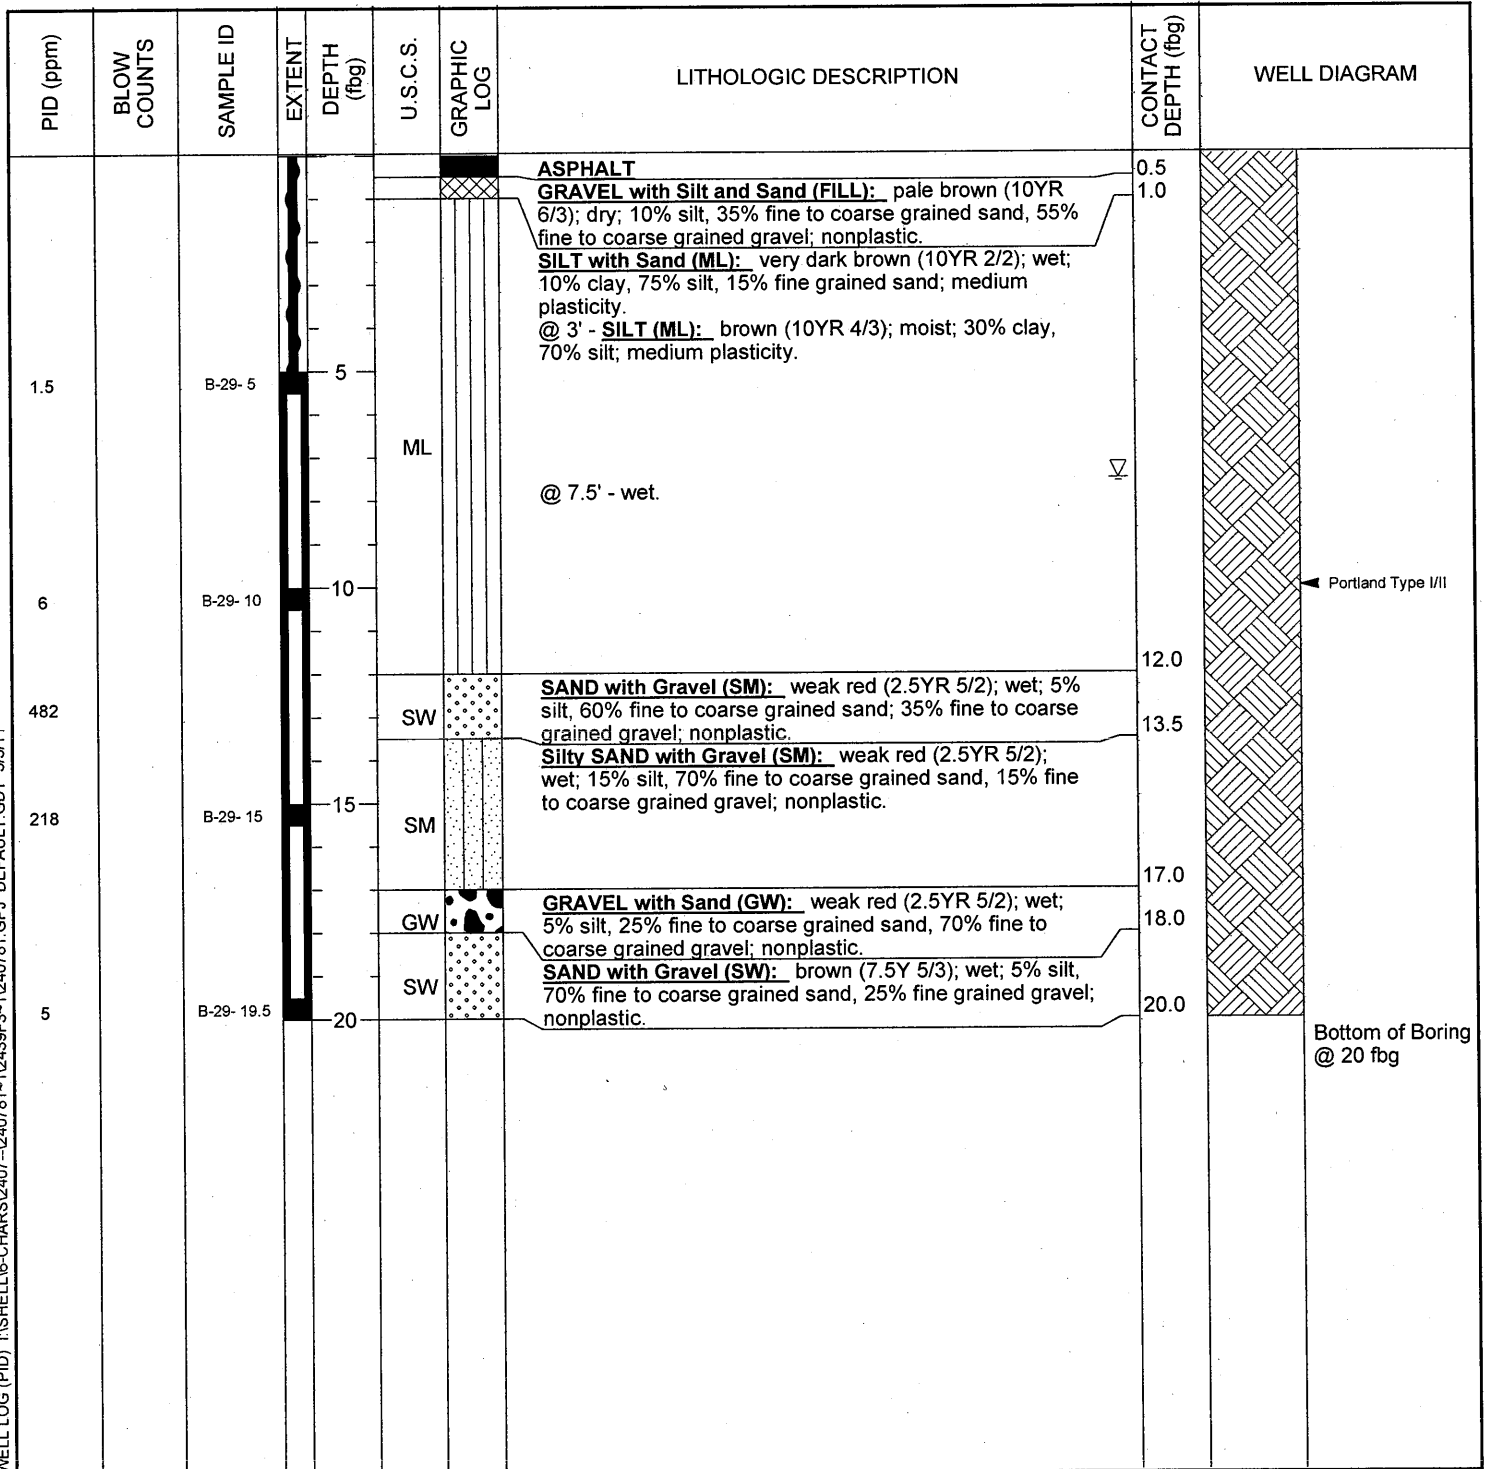 PID (ppm)
BLOW
COUNTS
SAMPLE ID
EXTENT
DEPTH
(fbg)
U.S.C.S.
GRAPHIC
LOG
LITHOLOGIC DESCRIPTION
CONTACT
DEPTH (fbg)
WELL DIAGRAM
ASPHALT
0.5
GRAVEL with Silt and Sand (FILL): pale brown (10YR
1.0
6/3); dry; 10% silt, 35% fine to coarse grained sand, 55%
fine to coarse grained gravel; nonplastic.
SILT with Sand (ML): very dark brown (10YR 2/2); wet;
10% clay, 75% silt, 15% fine grained sand; medium
plasticity.
@ 3' - SILT (ML): brown (10YR 4/3); moist; 30% clay,
70% silt; medium plasticity.
1.5
B-29- 5
5
ML
@ 7.5' - wet.
6
B-29- 10
10
Portland Type I/II
12.0
SAND with Gravel (SM): weak red (2.5YR 5/2); wet; 5%
silt, 60% fine to coarse grained sand; 35% fine to coarse
grained gravel; nonplastic.
482
SW
13.5
Silty SAND with Gravel (SM): weak red (2.5YR 5/2);
wet; 15% silt, 70% fine to coarse grained sand, 15% fine
to coarse grained gravel; nonplastic.
218
B-29- 15
15
SM
17.0
GRAVEL with Sand (GW): weak red (2.5YR 5/2); wet;
5% silt, 25% fine to coarse grained sand, 70% fine to
coarse grained gravel; nonplastic.
GW
18.0
SAND with Gravel (SW): brown (7.5Y 5/3); wet; 5% silt,
70% fine to coarse grained sand, 25% fine grained gravel;
nonplastic.
SW
20.0
5
B-29- 19.5
20
Bottom of Boring
@ 20 fbg
WELL LOG (PID)